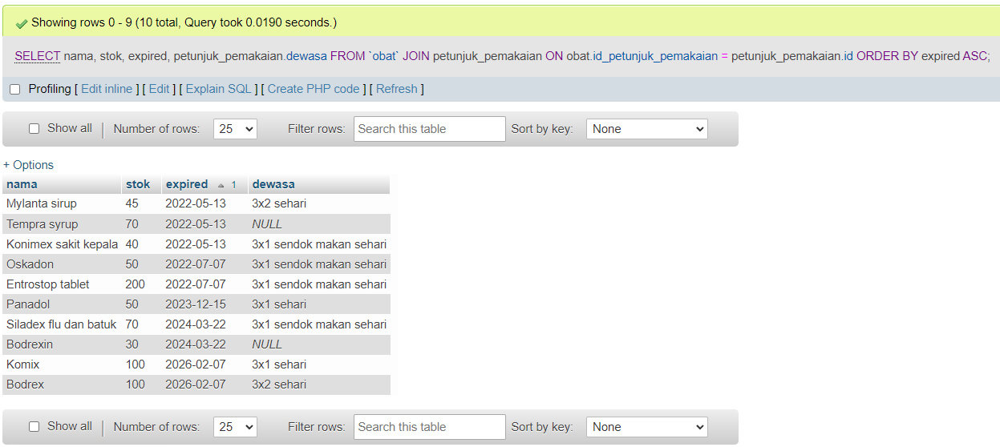 Showing rows 0 - 9 (10 total, Query took 0.0190 seconds.)
SELECT nama, stok, expired, petunjuk_pemakaian.dewasa FROM `obat` JOIN petunjuk_pemakaian ON obat.id_petunjuk_pemakaian = petunjuk_pemakaian.id ORDER BY expired ASC;
Profiling [ Edit inline ] [ Edit ] [ Explain SQL ] [ Create PHP code ] [ Refresh ]
Show all | Number of rows: 25 Filter rows: Search this table Sort by key: None
+ Options
nama stok expired 1 dewasa
Mylanta sirup 45 2022-05-13 3x2 sehari
Tempra syrup 70 2022-05-13 NULL
Konimex sakit kepala 40 2022-05-13 3x1 sendok makan sehari
Oskadon 50 2022-07-07 3x1 sendok makan sehari
Entrostop tablet 200 2022-07-07 3x1 sendok makan sehari
Panadol 50 2023-12-15 3x1 sehari
Siladex flu dan batuk 70 2024-03-22 3x1 sendok makan sehari
Bodrexin 30 2024-03-22 NULL
Komix 100 2026-02-07 3x1 sehari
Bodrex 100 2026-02-07 3x2 sehari
Show all | Number of rows: 25 Filter rows: Search this table Sort by key: None